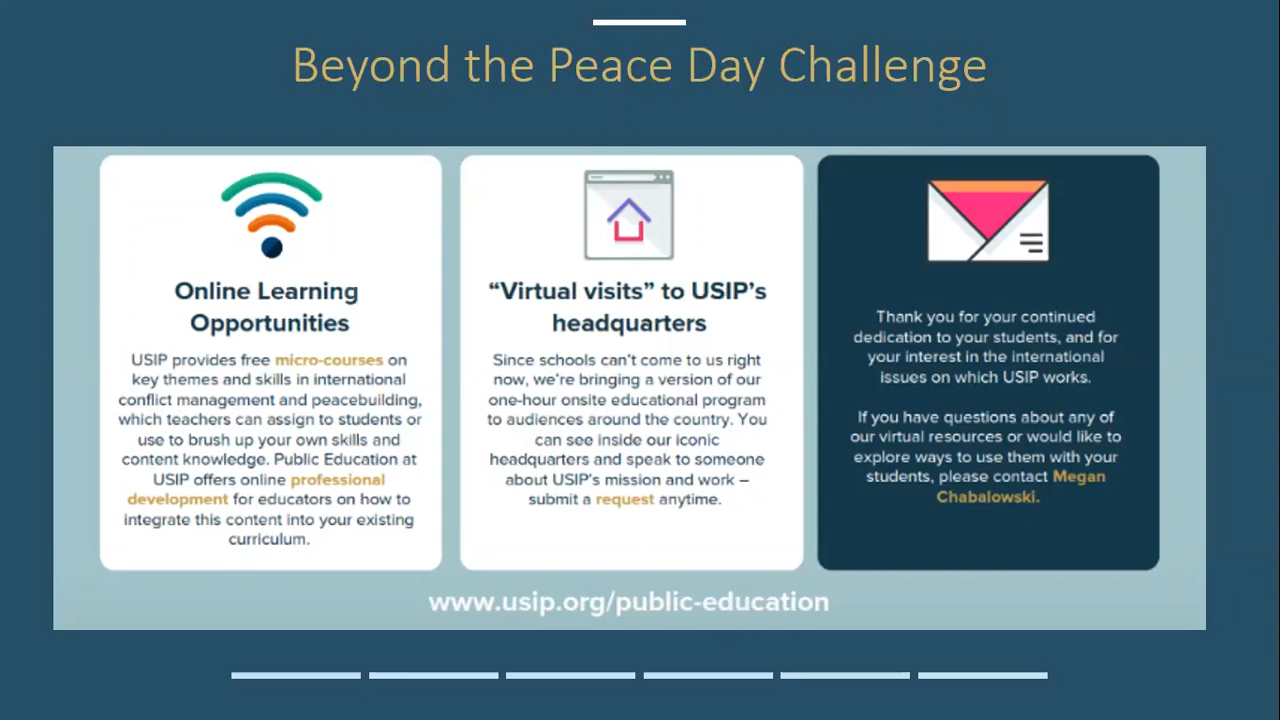 Beyond the Peace Day Challenge
Online Learning
Opportunities
USIP provides free micro-courses on
key themes and skills in international
conflict management and peacebuilding,
which teachers can assign to students or
use to brush up your own skills and
content knowledge. Public Education at
USIP offers online professional
development for educators on how to
integrate this content into your existing
curriculum.
“Virtual visits” to USIP’s
headquarters
Since schools can’t come to us right
now, we’re bringing a version of our
one-hour onsite educational program
to audiences around the country. You
can see inside our iconic
headquarters and speak to someone
about USIP’s mission and work –
submit a request anytime.
Thank you for your continued
dedication to your students, and for
your interest in the international
issues on which USIP works.
If you have questions about any of
our virtual resources or would like to
explore ways to use them with your
students, please contact Megan
Chabalowski.
www.usip.org/public-education